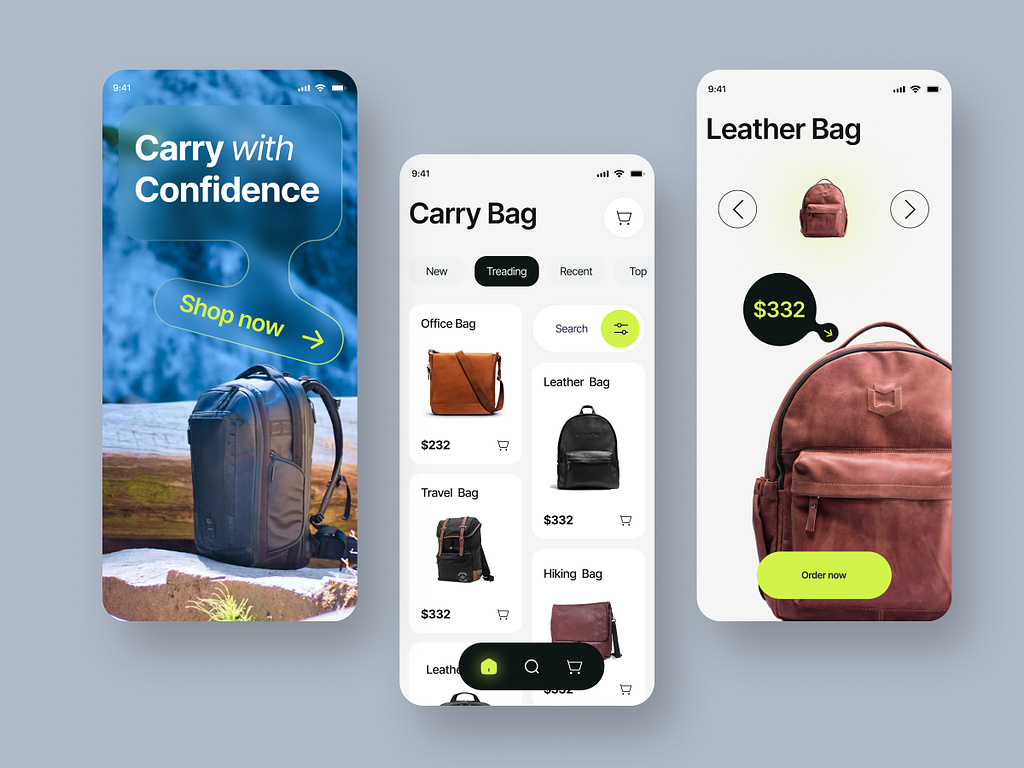 9:41
Carry with
Confidence
Shop now
9:41
Carry Bag
New
Treading
Recent
Top
Office Bag
$232
Search
Leather Bag
$332
Travel Bag
$332
Hiking Bag
$332
Leathe
9:41
Leather Bag
$332
Order now